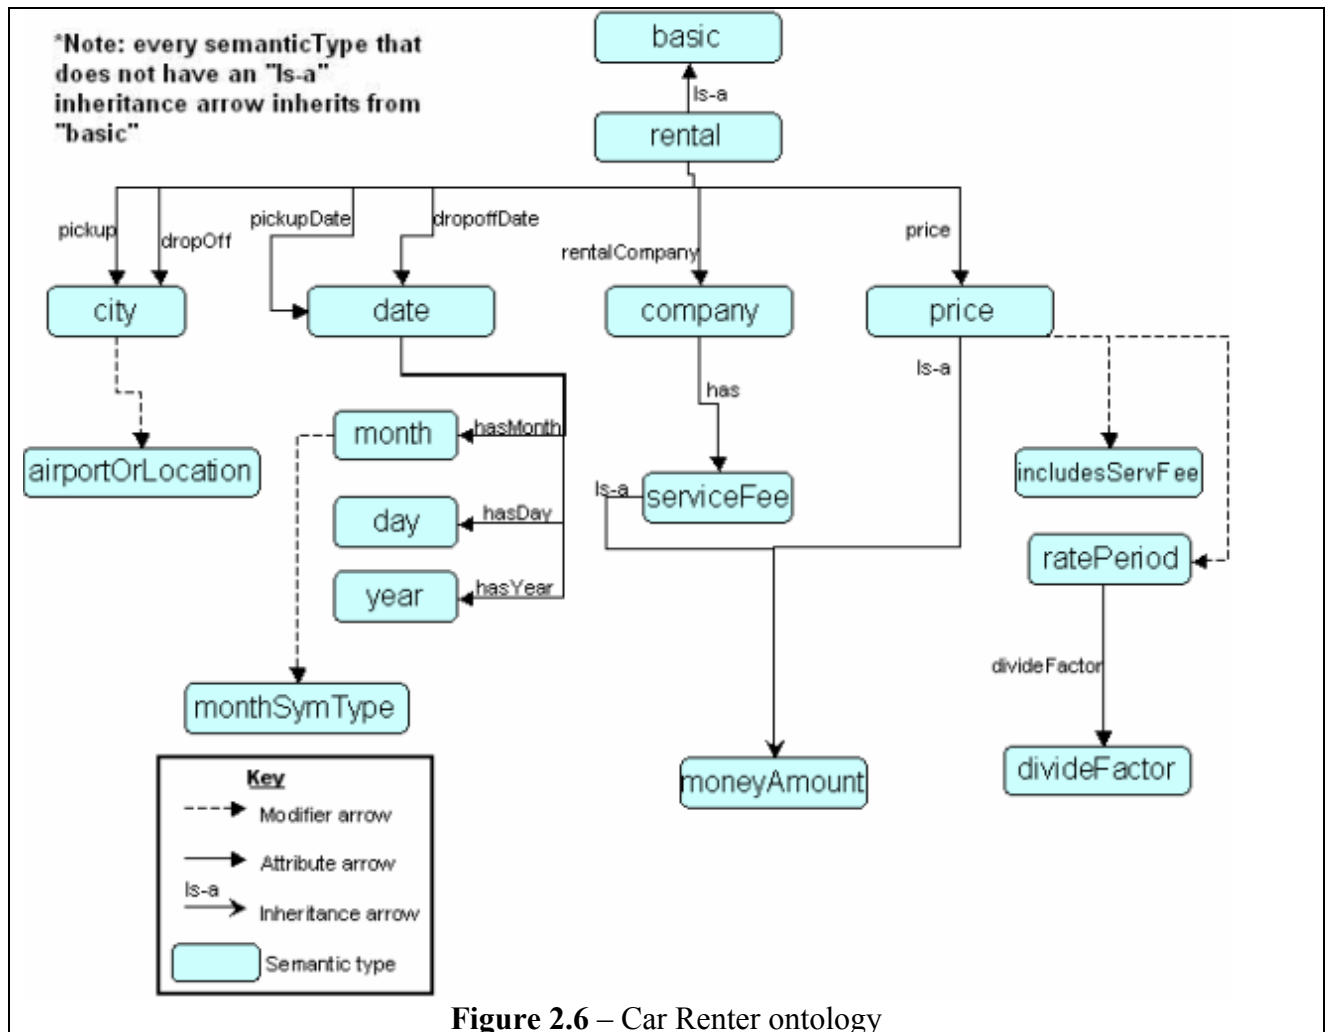 *Note: every semanticType that
does not have an "Is-a"
inheritance arrow inherits from
"basic"
basic
Is-a
rental
pickup
dropOff
pickupDate
dropoffDate
rentalCompany
price
city
date
company
price
Is-a
has
month
hasMonth
airportOrLocation
includesServFee
Is-a
serviceFee
day
hasDay
ratePeriod
year
hasYear
divideFactor
monthSymType
moneyAmount
divideFactor
Key
Modifier arrow
Attribute arrow
Is-a
Inheritance arrow
Semantic type
Figure 2.6 – Car Renter ontology